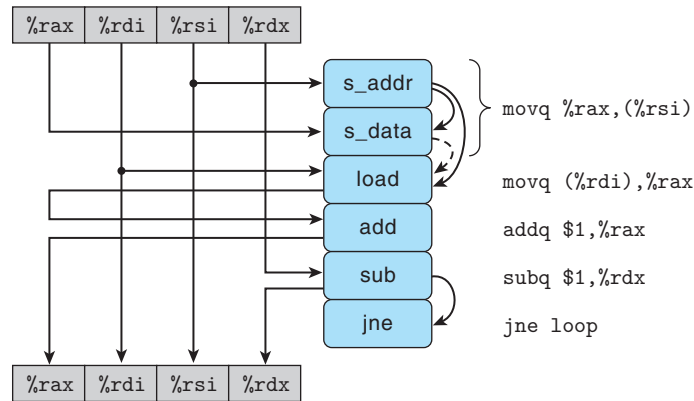 %rax %rdi %rsi %rdx
s_addr
movq %rax,(%rsi)
s_data
load
movq (%rdi),%rax
add
addq $1,%rax
sub
subq $1,%rdx
jne
jne loop
%rax %rdi %rsi %rdx